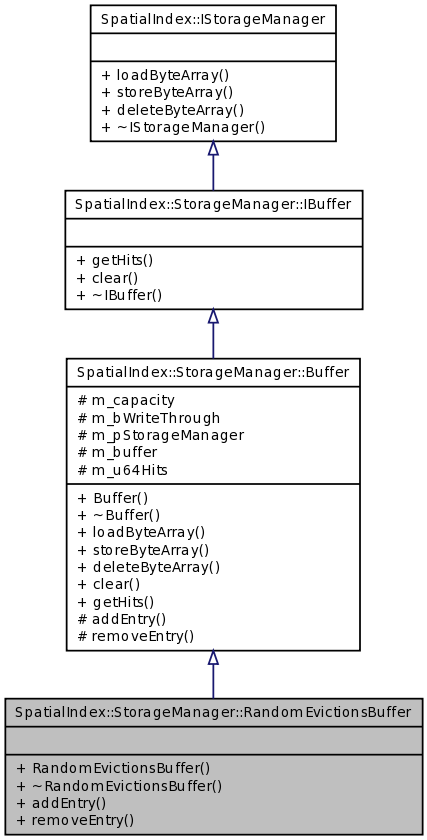 SpatialIndex::IStorageManager
+ loadByteArray()
+ storeByteArray()
+ deleteByteArray()
+ ~IStorageManager()
SpatialIndex::StorageManager::IBuffer
+ getHits()
+ clear()
+ ~IBuffer()
SpatialIndex::StorageManager::Buffer
# m_capacity
# m_bWriteThrough
# m_pStorageManager
# m_buffer
# m_u64Hits
+ Buffer()
+ ~Buffer()
+ loadByteArray()
+ storeByteArray()
+ deleteByteArray()
+ clear()
+ getHits()
# addEntry()
# removeEntry()
SpatialIndex::StorageManager::RandomEvictionsBuffer
+ RandomEvictionsBuffer()
+ ~RandomEvictionsBuffer()
+ addEntry()
+ removeEntry()